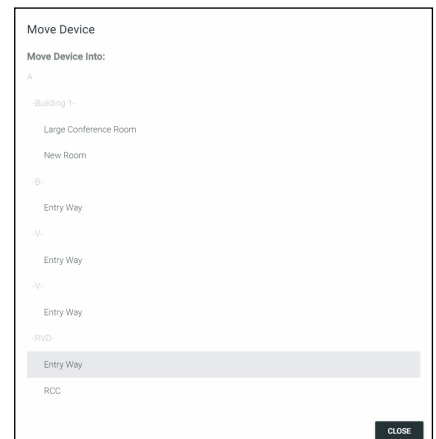 Move Device
Move Device Into:
A
-Building 1-
Large Conference Room
New Room
-B-
Entry Way
-V-
Entry Way
-V-
Entry Way
-RVD-
Entry Way
RCC
CLOSE